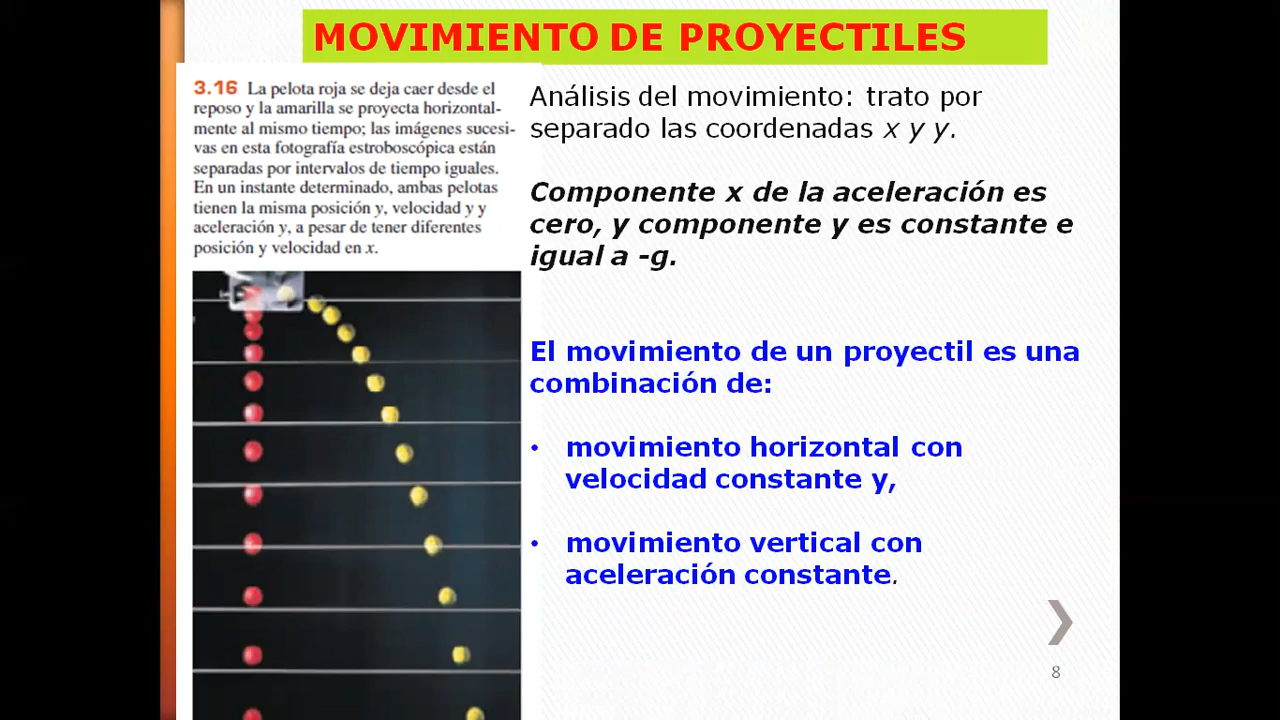 MOVIMIENTO DE PROYECTILES
3.16 La pelota roja se deja caer desde el
reposo y la amarilla se proyecta horizontal-
mente al mismo tiempo; las imágenes sucesi-
vas en esta fotografía estroboscópica están
separadas por intervalos de tiempo iguales.
En un instante determinado, ambas pelotas
tienen la misma posición y, velocidad y y
aceleración y, a pesar de tener diferentes
posición y velocidad en x.
Análisis del movimiento: trato por
separado las coordenadas x y y.
Componente x de la aceleración es
cero, y componente y es constante e
igual a -g.
El movimiento de un proyectil es una
combinación de:
• movimiento horizontal con
velocidad constante y,
• movimiento vertical con
aceleración constante.
8